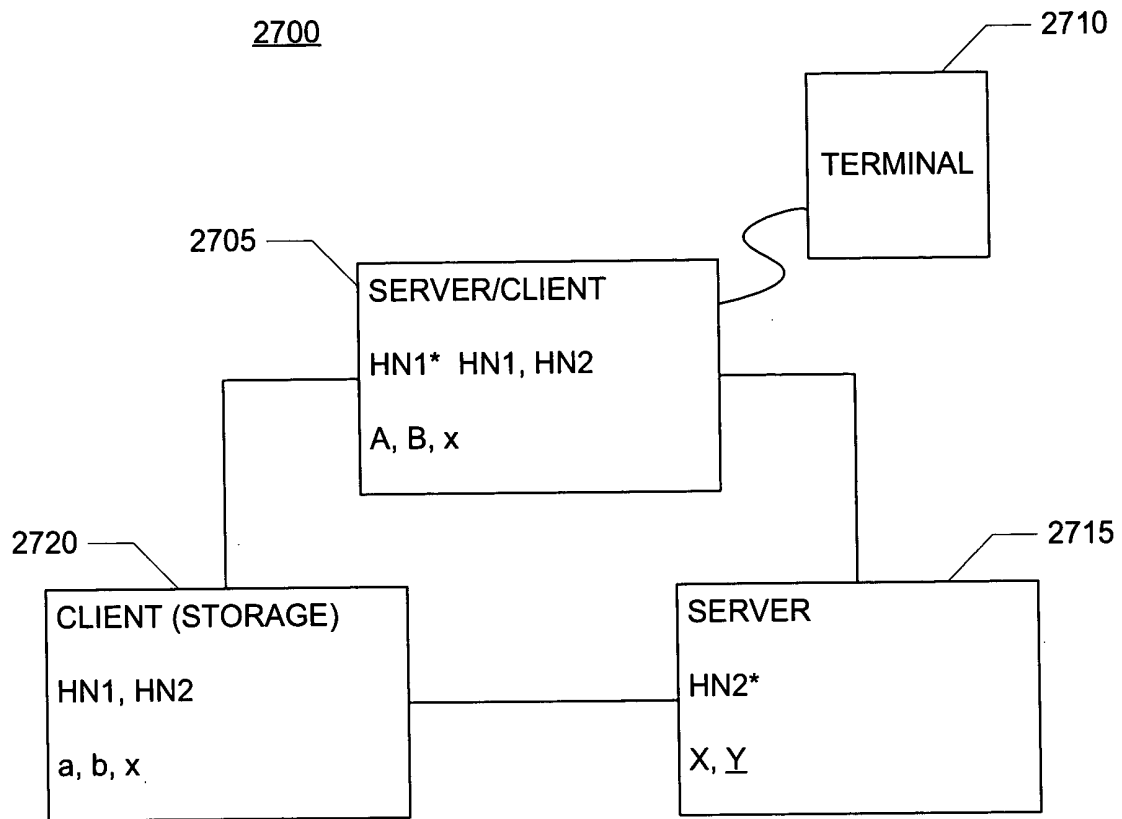 2700
2710
TERMINAL
2705
SERVER/CLIENT
HN1* HN1, HN2
A, B, x
2720
CLIENT (STORAGE)
HN1, HN2
a, b, x
2715
SERVER
HN2*
X, Y